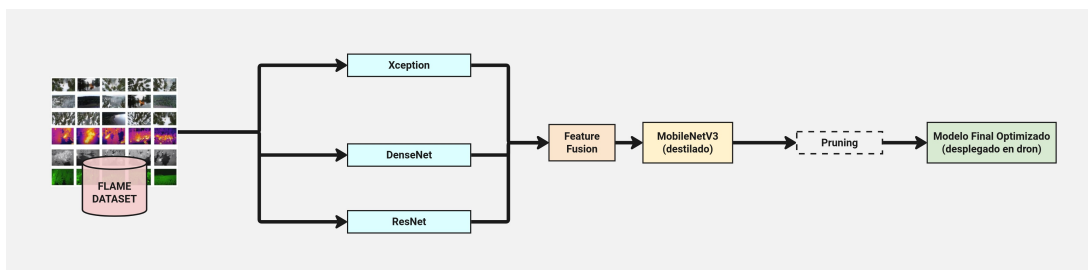 FLAME
DATASET
Xception
DenseNet
ResNet
Feature
Fusion
MobileNetV3
(destilado)
Pruning
Modelo Final Optimizado
(desplegado en dron)